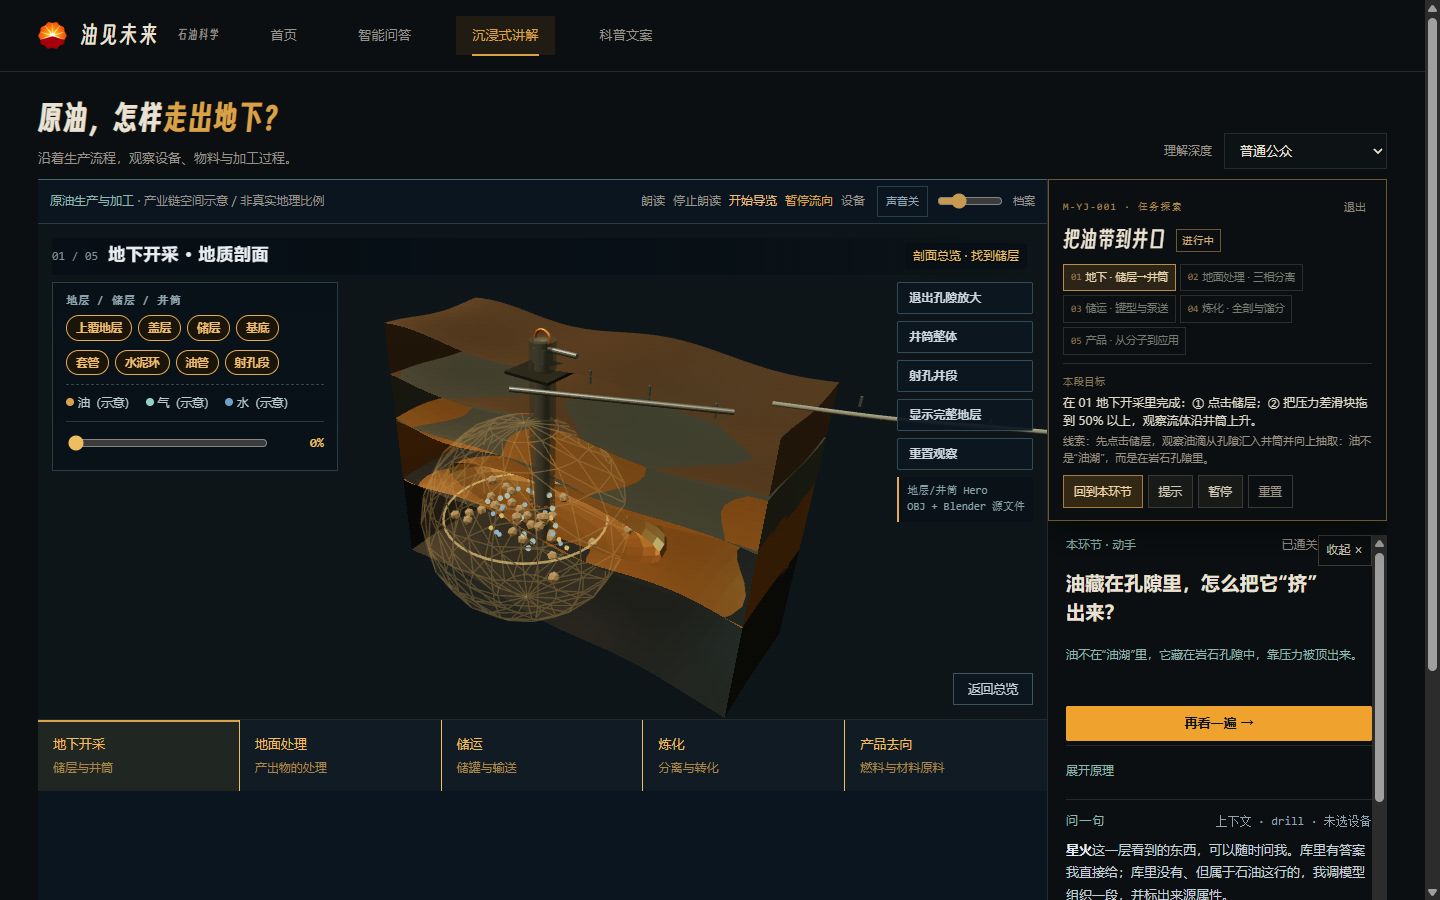 油见未来
石油科学
首页
智能问答
沉浸式讲解
科普文案
原油，怎样走出地下？
沿着生产流程，观察设备、物料与加工过程。
理解深度
普通公众
原油生产与加工 · 产业链空间示意 / 非真实地理比例
朗读 停止朗读 开始导览 暂停流向 设备 声音关 档案
01 / 05 地下开采 • 地质剖面
剖面总览 · 找到储层
地层 / 储层 / 井筒
上覆地层 盖层 储层 基底
套管 水泥环 油管 射孔段
油（示意） 气（示意） 水（示意）
0%
退出孔隙放大
井筒整体
射孔井段
显示完整地层
重置观察
地层/井筒 Hero
OBJ + Blender 源文件
返回总览
地下开采
储层与井筒
地面处理
产出物的处理
储运
储罐与输送
炼化
分离与转化
产品去向
燃料与材料原料
M-YJ-001 · 任务探索
退出
把油带到井口 进行中
01 地下 · 储层→井筒 02 地面处理 · 三相分离
03 储运 · 罐型与泵送 04 炼化 · 金剖与馏分
05 产品 · 从分子到应用
本段目标
在 01 地下开采里完成：① 点击储层；② 把压力差滑块拖
到 50% 以上，观察流体沿井筒上升。
线索：先点击储层，观察油滴从孔隙汇入井筒并向上抽取：油不
是“油湖”，而是在岩石孔隙里。
回到本环节 提示 暂停 重置
本环节 · 动手
已通关
收起 ×
油藏在孔隙里，怎么把它“挤”
出来？
油不在“油湖”里，它藏在岩石孔隙中，靠压力被顶出来。
再看一遍 →
展开原理
问一句
上下文 · drill · 未选设备
星火这一层看到的东西，可以随时问我。库里有答案
我直接给；库里没有、但属于石油这行的，我调模型
组织一段，并标出来源属性。